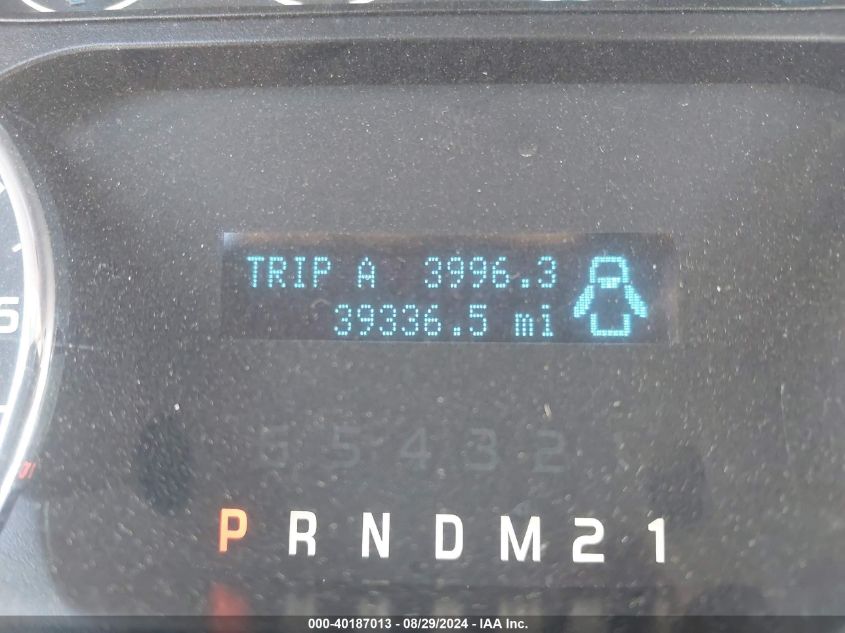 TRIP A 3996.3
39336.5 mi
5 4 3 2
P R N D M 2 1
000-40187013 - 08/29/2024 - IAA, Inc.